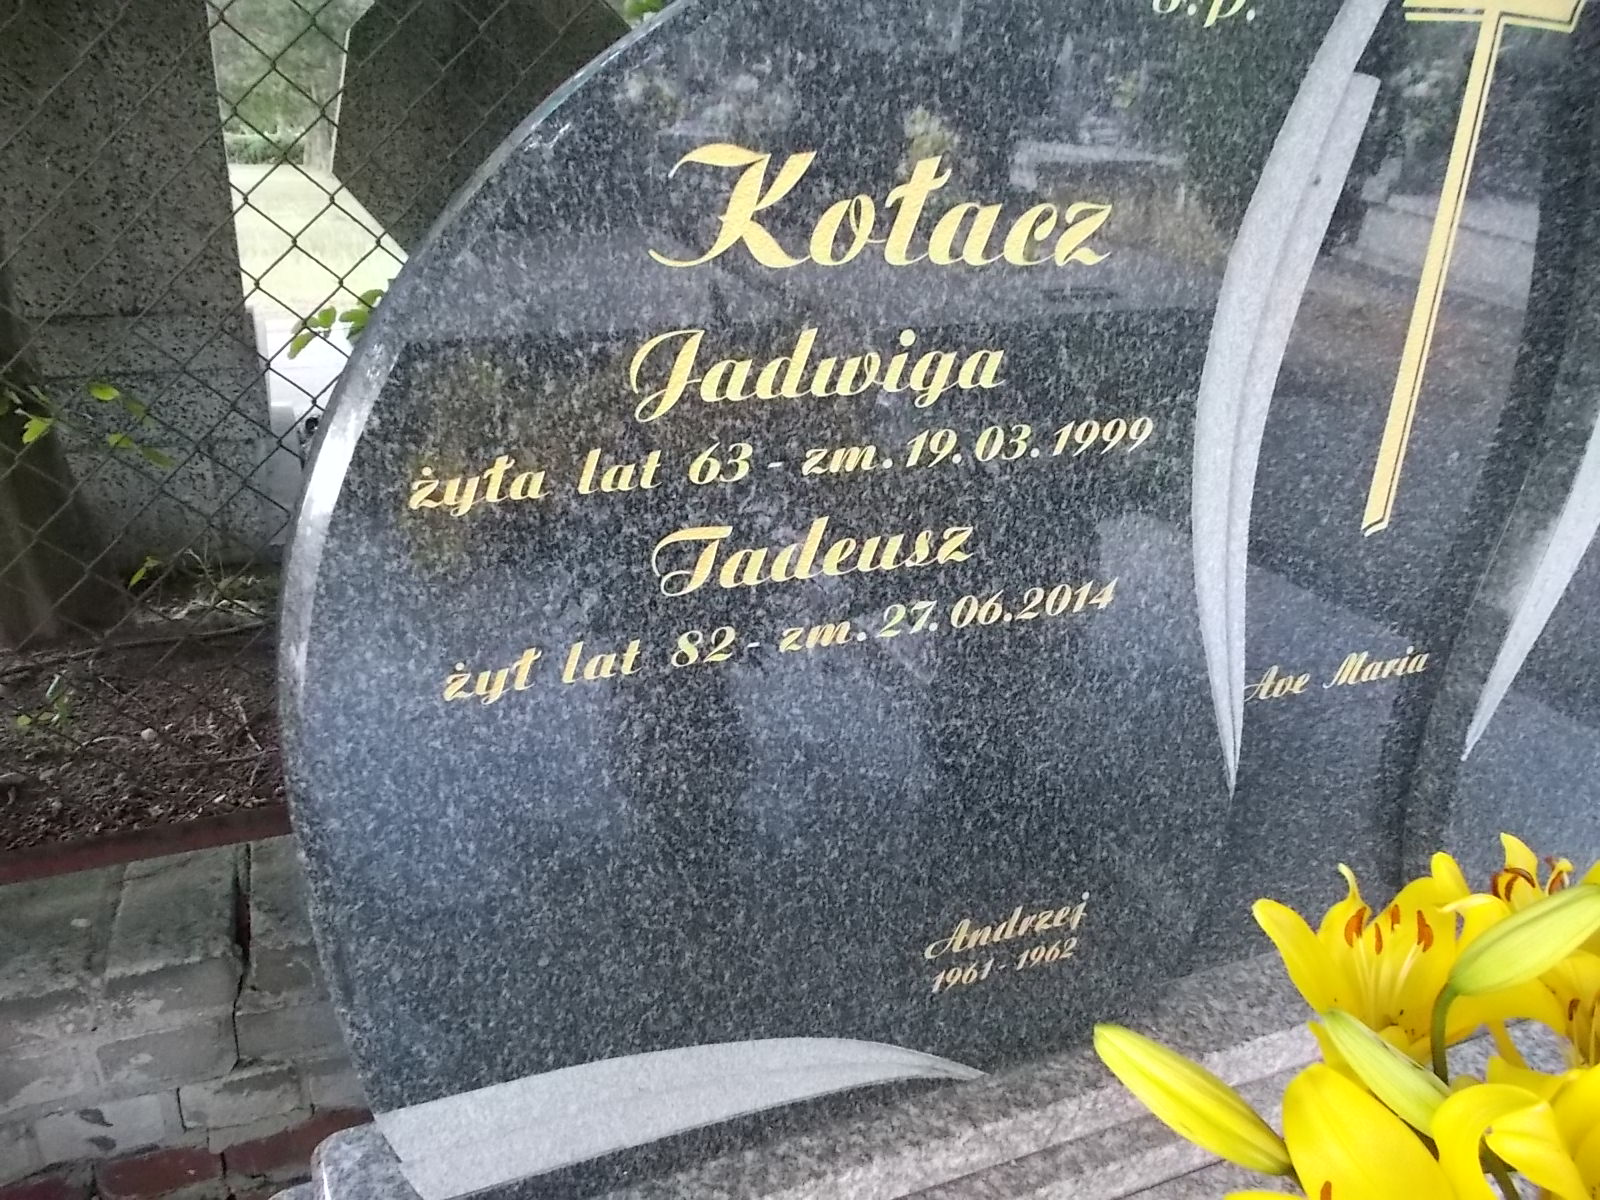 ś.p.
Kołacz
Jadwiga
żyła lat 63 - zm. 19.03.1999
Tadeusz
żył lat 82 - zm. 27.06.2014
Ave Maria
Andrzej
1961 - 1962